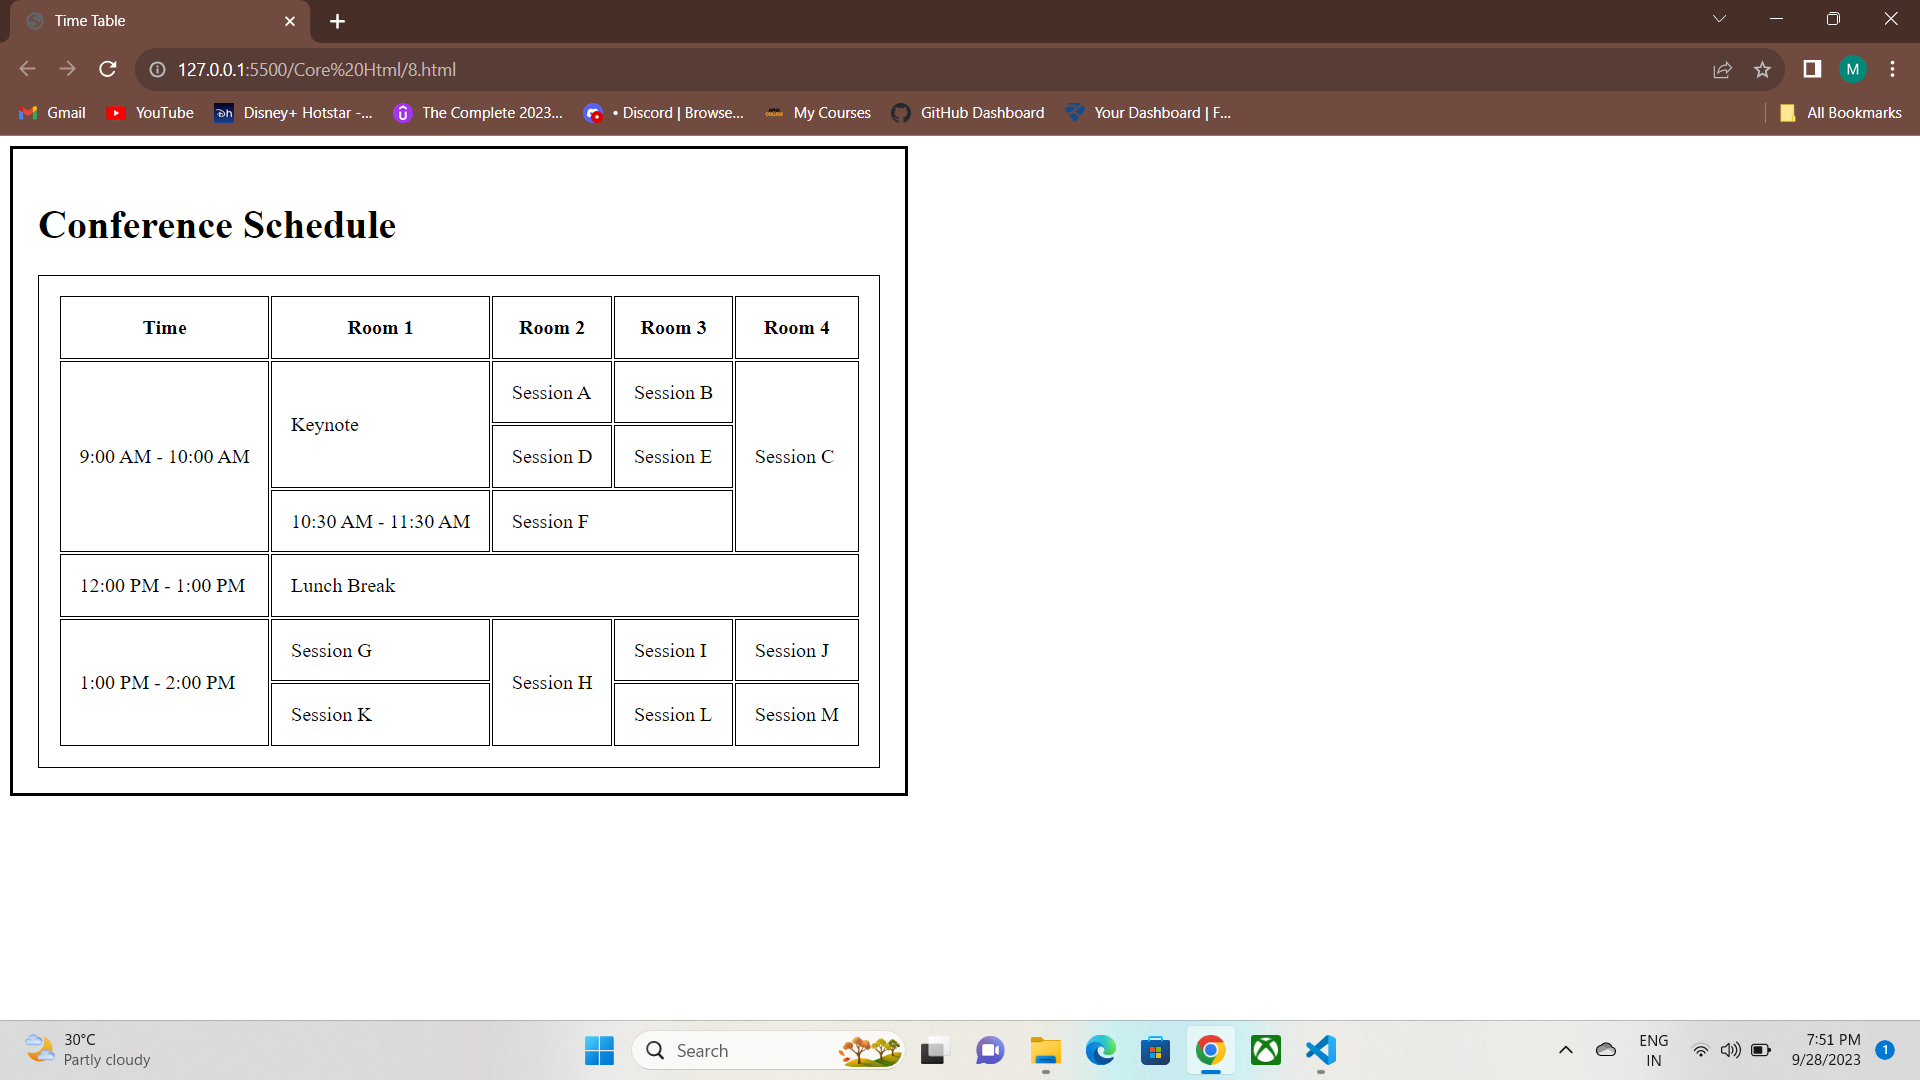 Time Table
127.0.0.1:5500/Core%20Html/8.html
M
Gmail YouTube Disney+ Hotstar -... The Complete 2023... • Discord | Browse... My Courses GitHub Dashboard Your Dashboard | F... All Bookmarks
Conference Schedule
Time Room 1 Room 2 Room 3 Room 4
9:00 AM - 10:00 AM Keynote Session A Session B Session C
Session D Session E
10:30 AM - 11:30 AM Session F
12:00 PM - 1:00 PM Lunch Break
1:00 PM - 2:00 PM Session G Session H Session I Session J
Session K Session L Session M
30°C
Partly cloudy
Search
ENG
IN
7:51 PM
9/28/2023
1